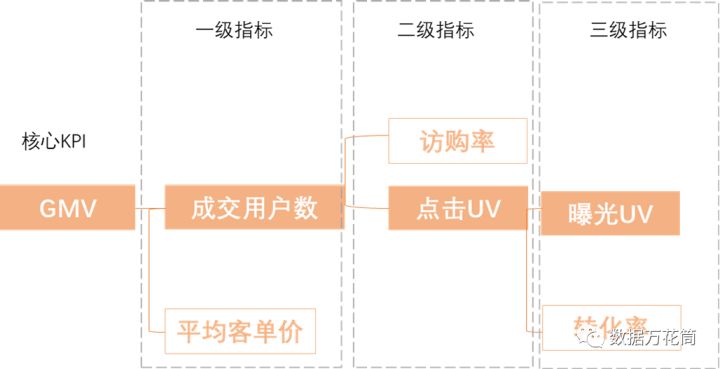 一级指标
二级指标
三级指标
核心KPI
访购率
GMV
成交用户数
点击UV
曝光UV
平均客单价
转化率
数据万花筒